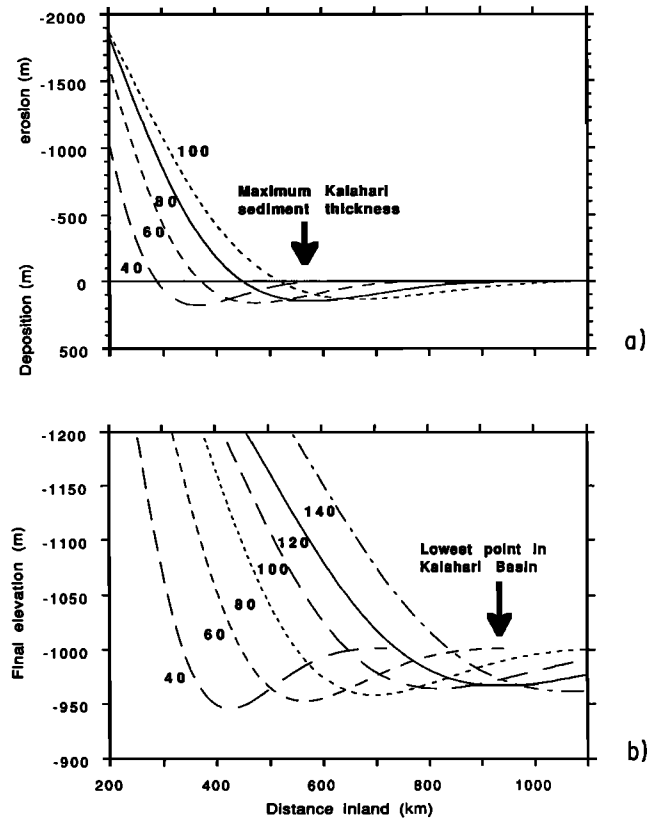 -2000
-1500
-1000
-500
0
500
erosion (m)
Deposition (m)
100
80
60
40
Maximum Kalahari
sediment thickness
a)
-1200
-1150
-1100
-1050
-1000
-950
-900
Final elevation (m)
140
120
100
80
60
40
Lowest point in
Kalahari Basin
b)
200 400 600 800 1000
Distance inland (km)